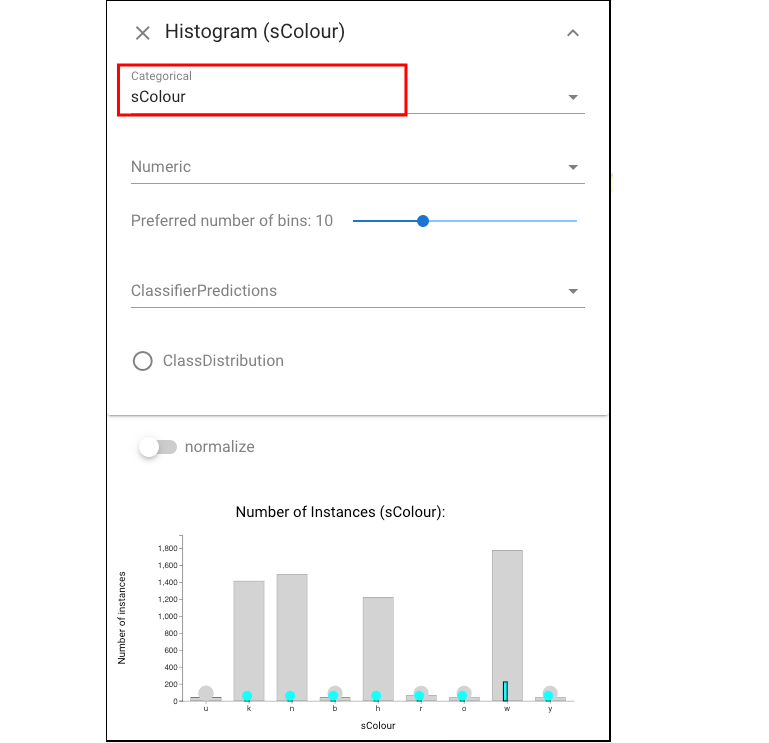 Histogram (sColour)
Categorical
sColour
Numeric
Preferred number of bins: 10
ClassifierPredictions
ClassDistribution
normalize
Number of Instances (sColour):
Number of instances
1,800
1,600
1,400
1,200
1,000
800
600
400
200
0
u k n b h r o w y
sColour